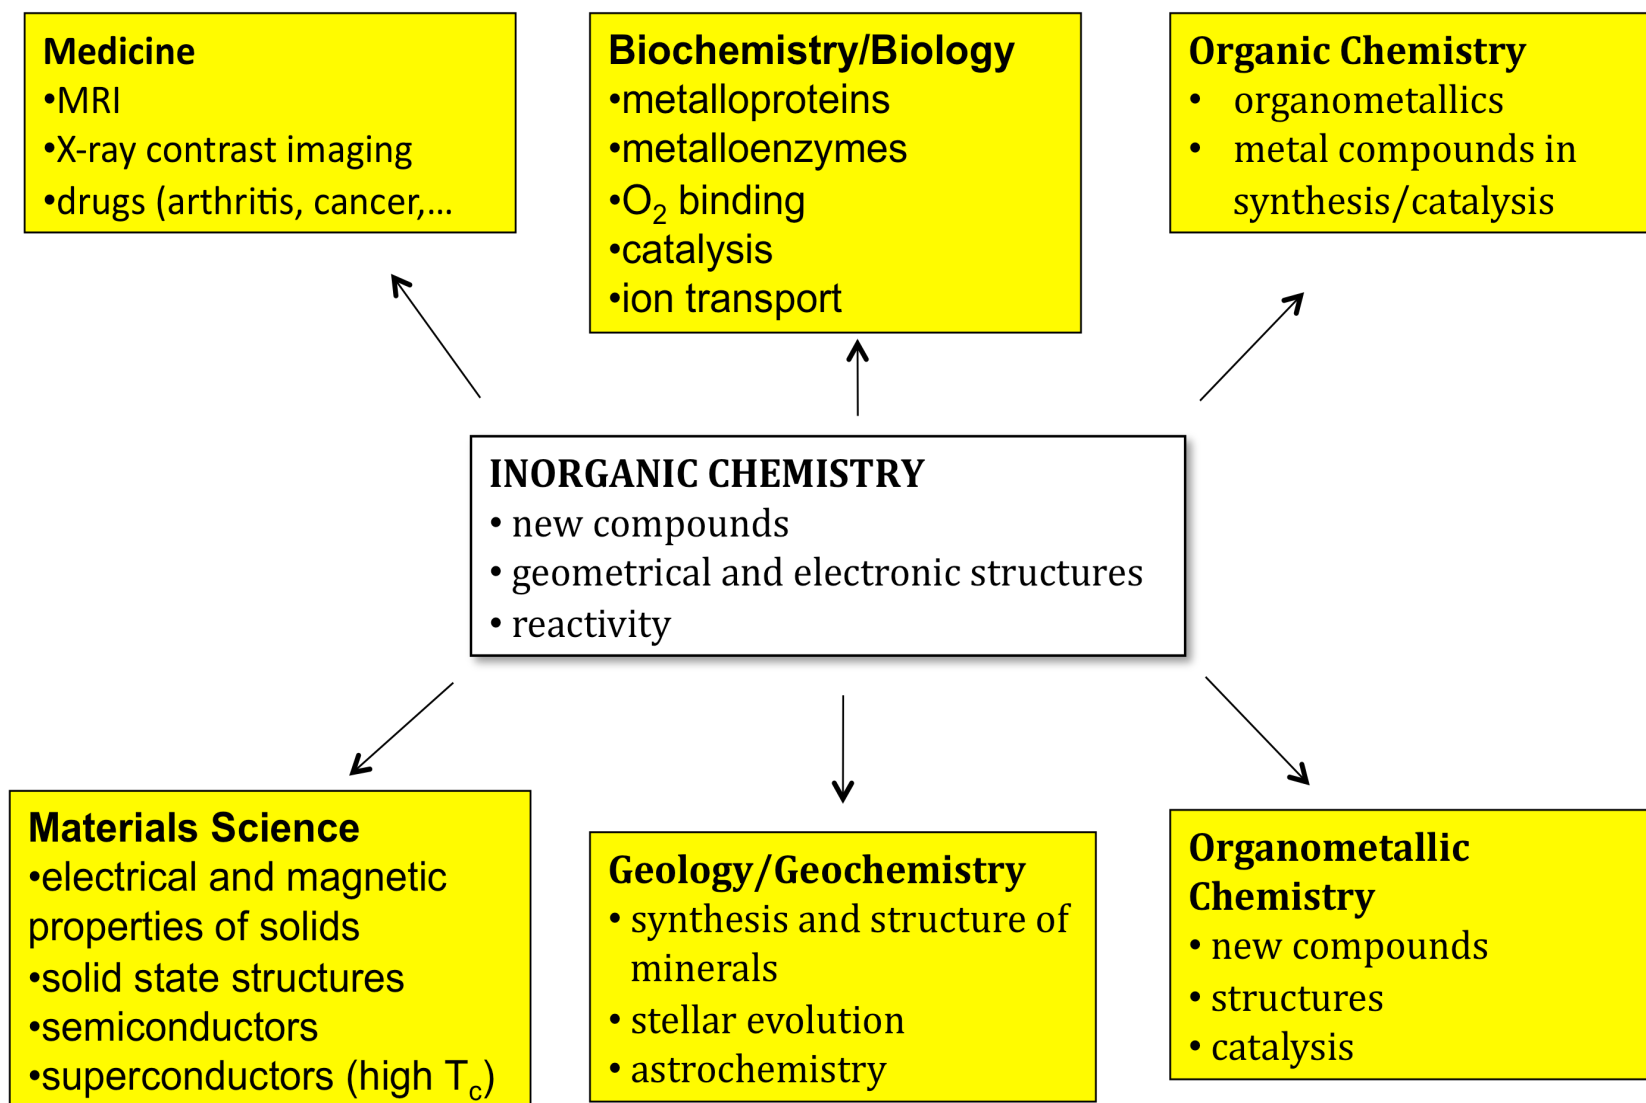 Medicine
•MRI
•X-ray contrast imaging
•drugs (arthritis, cancer,...
Biochemistry/Biology
•metalloproteins
•metalloenzymes
•O₂ binding
•catalysis
•ion transport
Organic Chemistry
• organometallics
• metal compounds in
synthesis/catalysis
INORGANIC CHEMISTRY
• new compounds
• geometrical and electronic structures
• reactivity
Materials Science
•electrical and magnetic
properties of solids
•solid state structures
•semiconductors
•superconductors (high T_c)
Geology/Geochemistry
• synthesis and structure of
minerals
• stellar evolution
• astrochemistry
Organometallic
Chemistry
• new compounds
• structures
• catalysis